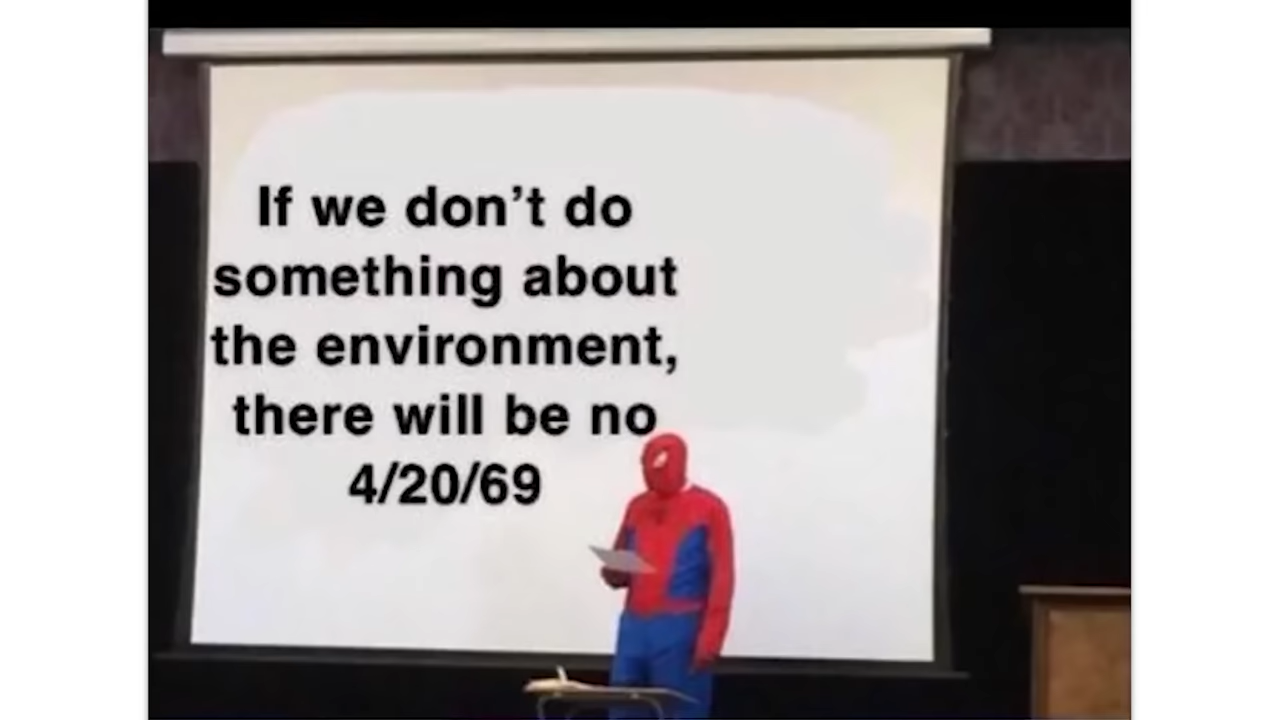 If we don’t do
something about
the environment,
there will be no
4/20/69